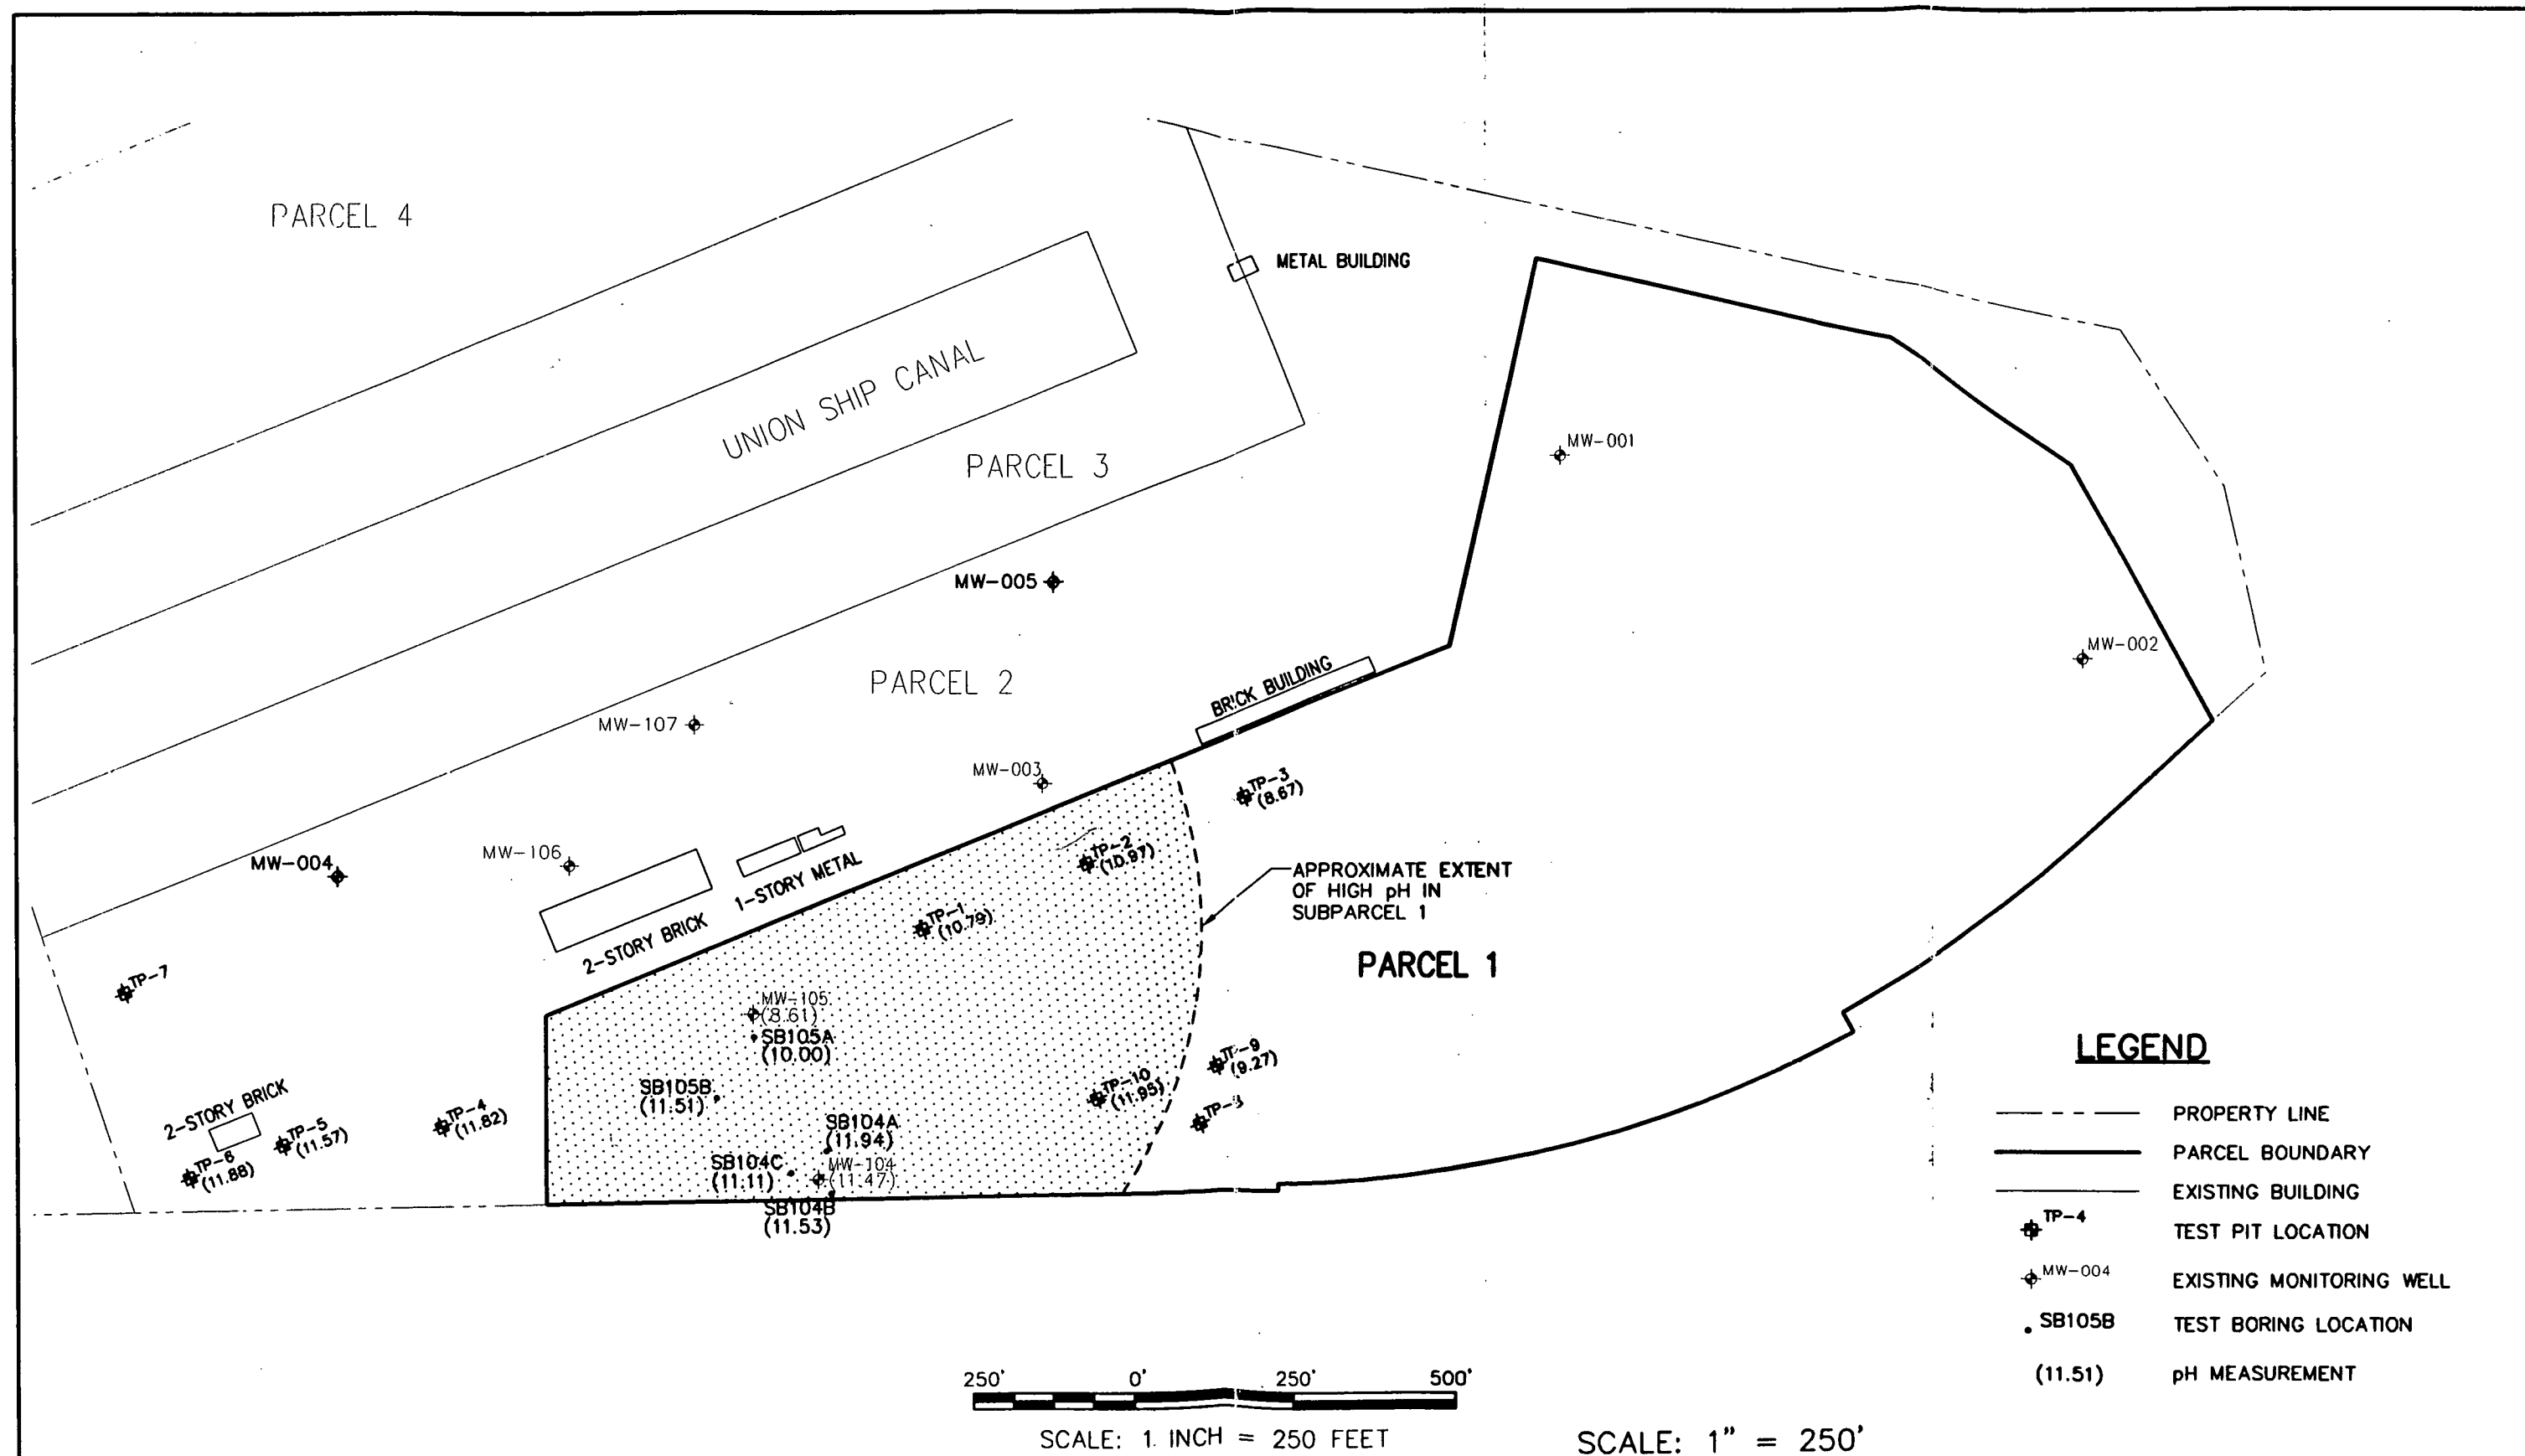 PARCEL 4
METAL BUILDING
UNION SHIP CANAL
PARCEL 3
MW-001
MW-005
MW-002
BRICK BUILDING
PARCEL 2
MW-107
MW-003
TP-3
(8.67)
MW-106
MW-004
1-STORY METAL
TP-2
(10.97)
APPROXIMATE EXTENT
OF HIGH pH IN
SUBPARCEL 1
2-STORY BRICK
TP-1
(10.79)
PARCEL 1
TP-7
MW-105
(8.61)
SB105A
(10.00)
TP-9
(9.27)
SB105B
(11.51)
TP-10
(11.95)
2-STORY BRICK
TP-4
(11.82)
TP-5
(11.57)
TP-6
(11.88)
SB104A
(11.94)
SB104C
(11.11)
MW-104
(11.47)
SB104B
(11.53)
LEGEND
PROPERTY LINE
PARCEL BOUNDARY
EXISTING BUILDING
TP-4
TEST PIT LOCATION
MW-004
EXISTING MONITORING WELL
SB105B
TEST BORING LOCATION
(11.51)
pH MEASUREMENT
250' 0' 250' 500'
SCALE: 1 INCH = 250 FEET
SCALE: 1" = 250'